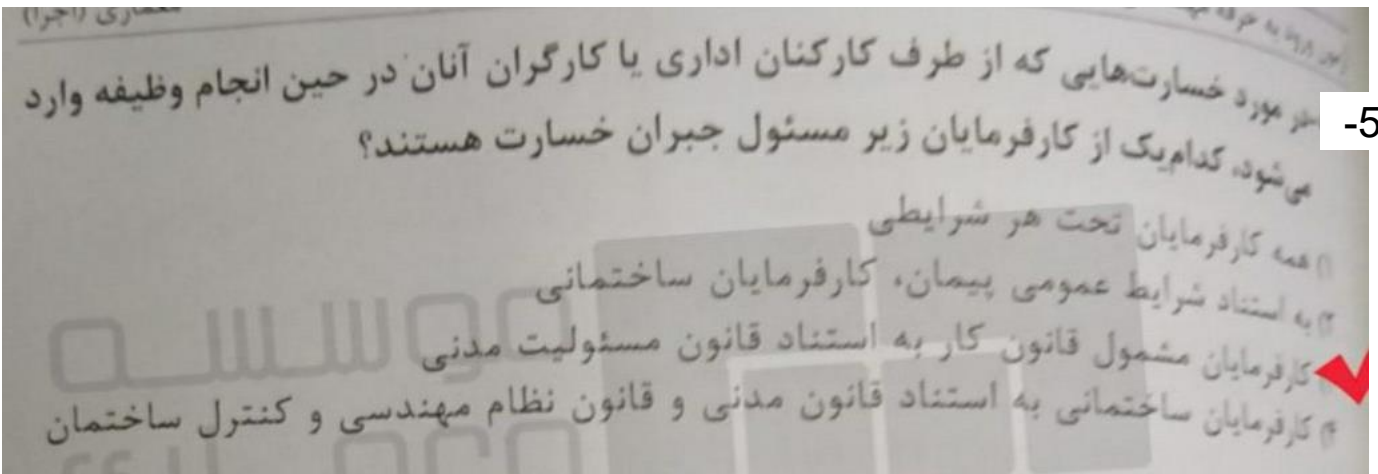 معماری (اجرا)
در مورد خسارت‌هایی که از طرف کارکنان اداری یا کارگران آنان در حین انجام وظیفه وارد
-5
می‌شود، کدام‌یک از کارفرمایان زیر مسئول جبران خسارت هستند؟
۱) همه کارفرمایان تحت هر شرایطی
۲) به استناد شرایط عمومی پیمان، کارفرمایان ساختمانی
کارفرمایان مشمول قانون کار به استناد قانون مسئولیت مدنی
۴) کارفرمایان ساختمانی به استناد قانون مدنی و قانون نظام مهندسی و کنترل ساختمان
موسسه